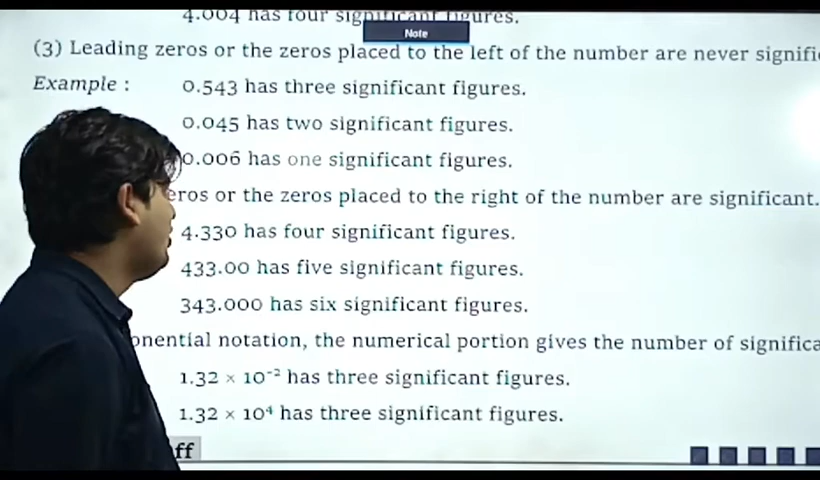 4.004 has four significant figures.
Note
(3) Leading zeros or the zeros placed to the left of the number are never signifi
Example : 0.543 has three significant figures.
0.045 has two significant figures.
0.006 has one significant figures.
eros or the zeros placed to the right of the number are significant.
4.330 has four significant figures.
433.00 has five significant figures.
343.000 has six significant figures.
onential notation, the numerical portion gives the number of significa
1.32 × 10⁻² has three significant figures.
1.32 × 10⁴ has three significant figures.
ff